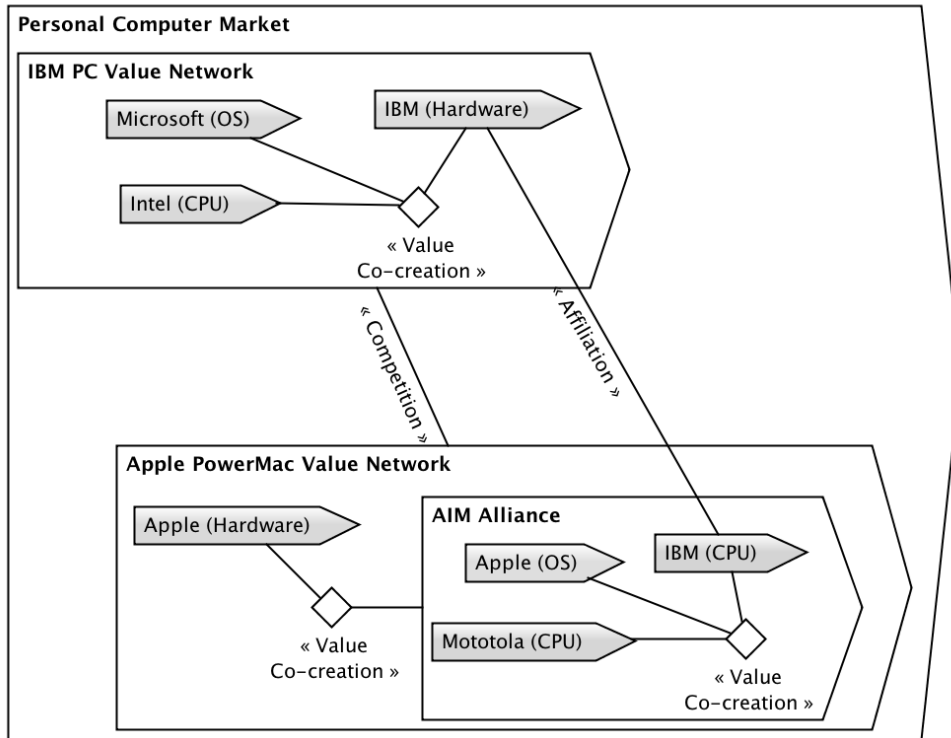 Personal Computer Market
IBM PC Value Network
Microsoft (OS)
IBM (Hardware)
Intel (CPU)
« Value
Co-creation »
« Competition »
« Affiliation »
Apple PowerMac Value Network
Apple (Hardware)
AIM Alliance
Apple (OS)
IBM (CPU)
Mototola (CPU)
« Value
Co-creation »
« Value
Co-creation »